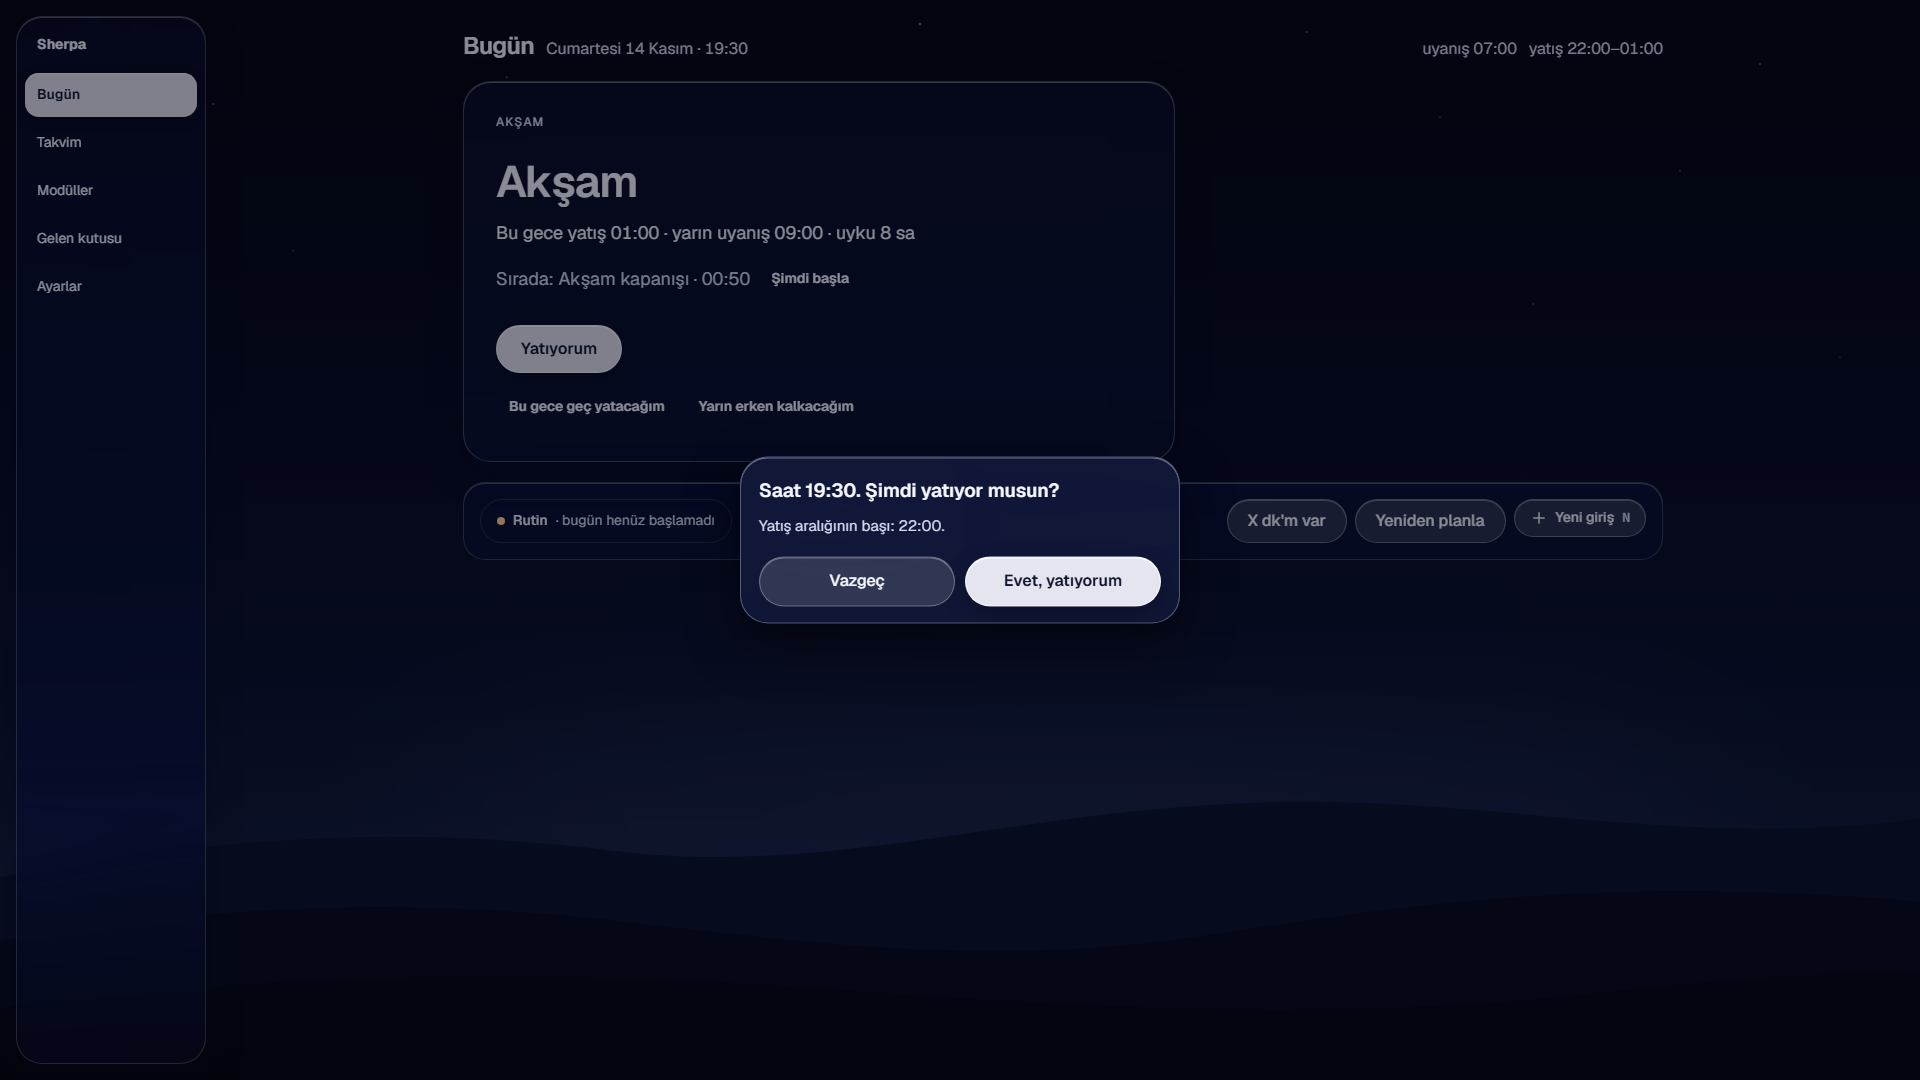 Sherpa
Bugün
Takvim
Modüller
Gelen kutusu
Ayarlar
Bugün Cumartesi 14 Kasım · 19:30
uyanış 07:00 yatış 22:00–01:00
AKŞAM
Akşam
Bu gece yatış 01:00 · yarın uyanış 09:00 · uyku 8 sa
Sırada: Akşam kapanışı · 00:50 Şimdi başla
Yatıyorum
Bu gece geç yatacağım Yarın erken kalkacağım
Rutin · bugün henüz başlamadı
X dk'm var Yeniden planla + Yeni giriş N
Saat 19:30. Şimdi yatıyor musun?
Yatış aralığının başı: 22:00.
Vazgeç Evet, yatıyorum